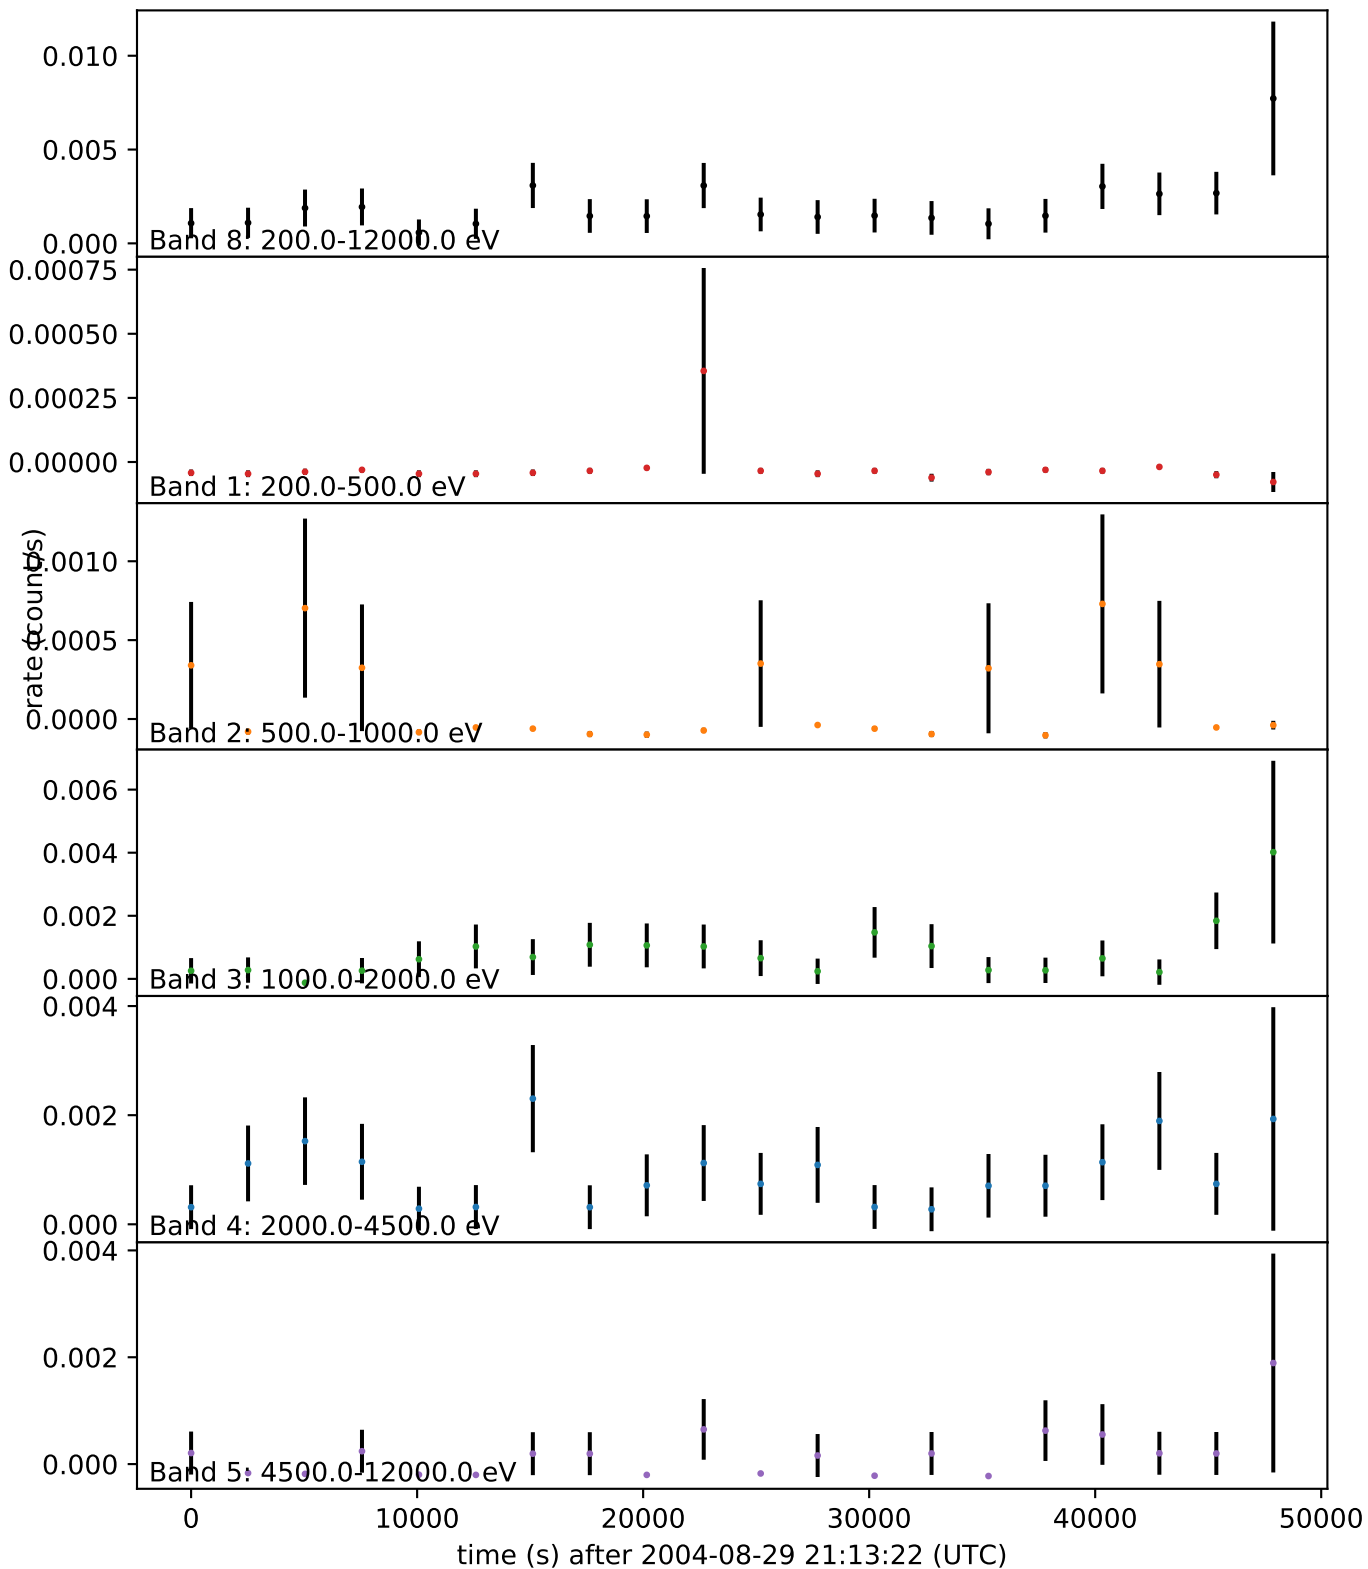 0.010
0.005
0.000
Band 8: 200.0-12000.0 eV
0.00075
0.00050
0.00025
0.00000
Band 1: 200.0-500.0 eV
orate (count/s)
0.0010
0.0005
0.0000
Band 2: 500.0-1000.0 eV
0.006
0.004
0.002
0.000
Band 3: 1000.0-2000.0 eV
0.004
0.002
0.000
Band 4: 2000.0-4500.0 eV
0.004
0.002
0.000
Band 5: 4500.0-12000.0 eV
0 10000 20000 30000 40000 50000
time (s) after 2004-08-29 21:13:22 (UTC)